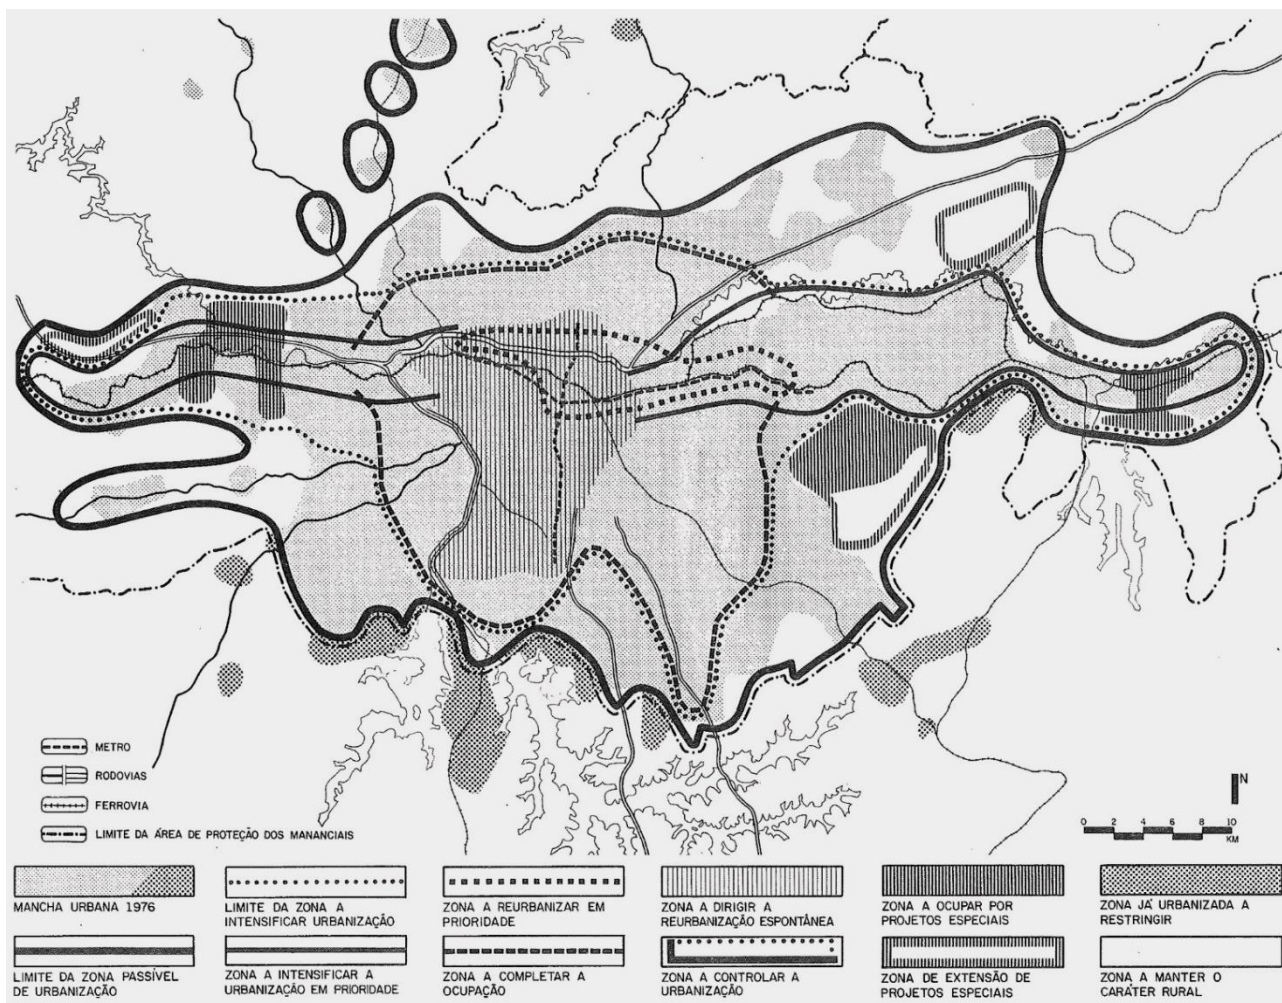 N
METRO
RODOVIAS
FERROVIA
LIMITE DA ÁREA DE PROTEÇÃO DOS MANANCIAIS
0 2 4 6 8 10
KM
MANCHA URBANA 1976
LIMITE DA ZONA A
INTENSIFICAR URBANIZAÇÃO
ZONA A REURBANIZAR EM
PRIORIDADE
ZONA A DIRIGIR A
REURBANIZAÇÃO ESPONTÂNEA
ZONA A OCUPAR POR
PROJETOS ESPECIAIS
ZONA JÁ URBANIZADA A
RESTRINGIR
LIMITE DA ZONA PASSÍVEL
DE URBANIZAÇÃO
ZONA A INTENSIFICAR A
URBANIZAÇÃO EM PRIORIDADE
ZONA A COMPLETAR A
OCUPAÇÃO
ZONA A CONTROLAR A
URBANIZAÇÃO
ZONA DE EXTENSÃO DE
PROJETOS ESPECIAIS
ZONA A MANTER O
CARATÉR RURAL